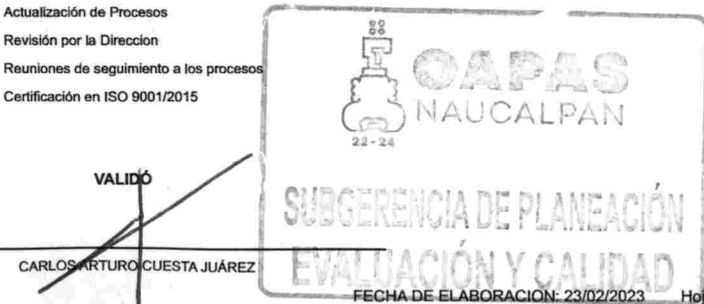 Actualización de Procesos
Revisión por la Direccion
Reuniones de seguimiento a los procesos
Certificación en ISO 9001/2015
OAPAS
NAUCALPAN
22-24
VALIDÓ
SUBGERENCIA DE PLANEACIÓN
EVALUACIÓN Y CALIDAD
CARLOS ARTURO CUESTA JUÁREZ
FECHA DE ELABORACION: 23/02/2023